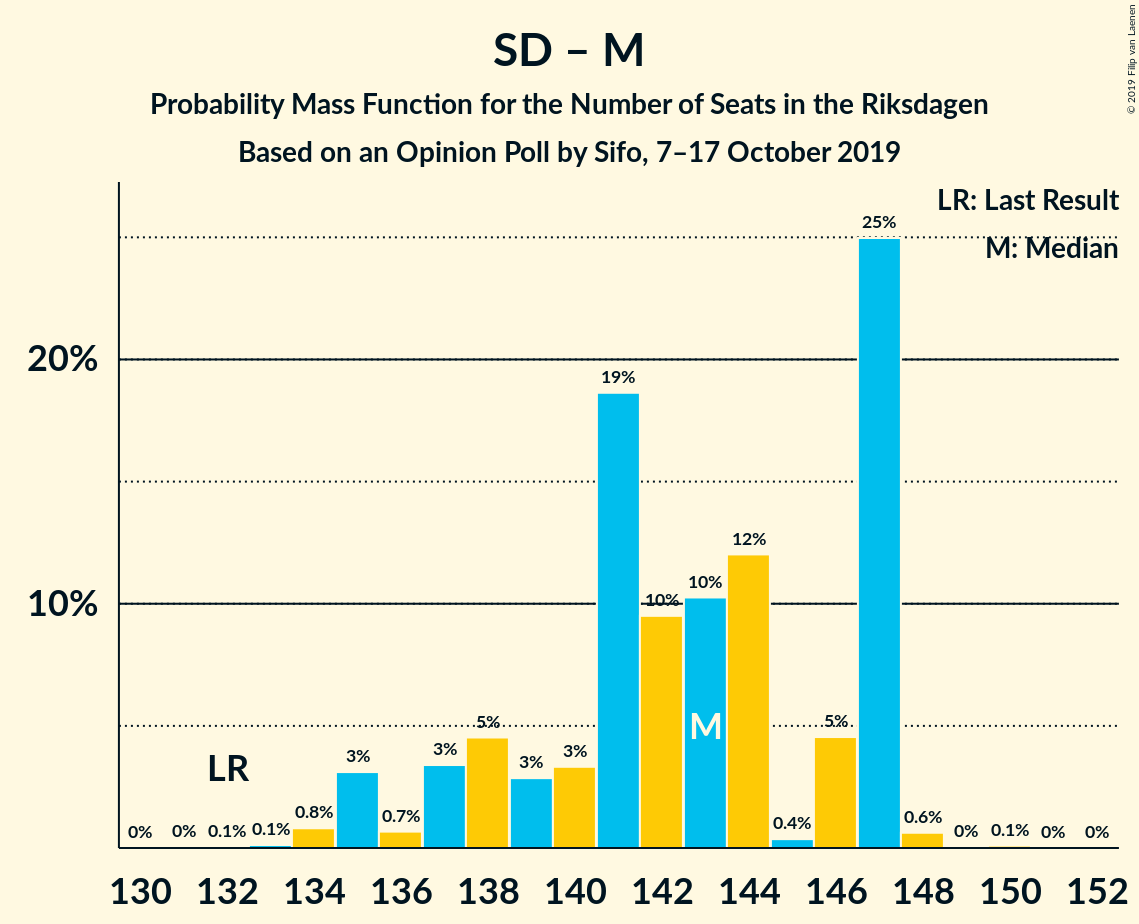 SD – M
Probability Mass Function for the Number of Seats in the Riksdagen
Based on an Opinion Poll by Sifo, 7–17 October 2019
© 2019 Filip van Laenen
LR: Last Result
M: Median
25%
20%
19%
12%
10%
10%
10%
5%
M
5%
LR
3%
3%
3%
3%
0%
0%
0.1%
0.1%
0.8%
0.7%
0.4%
0.6%
0%
0.1%
0%
0%
130 132 134 136 138 140 142 144 146 148 150 152